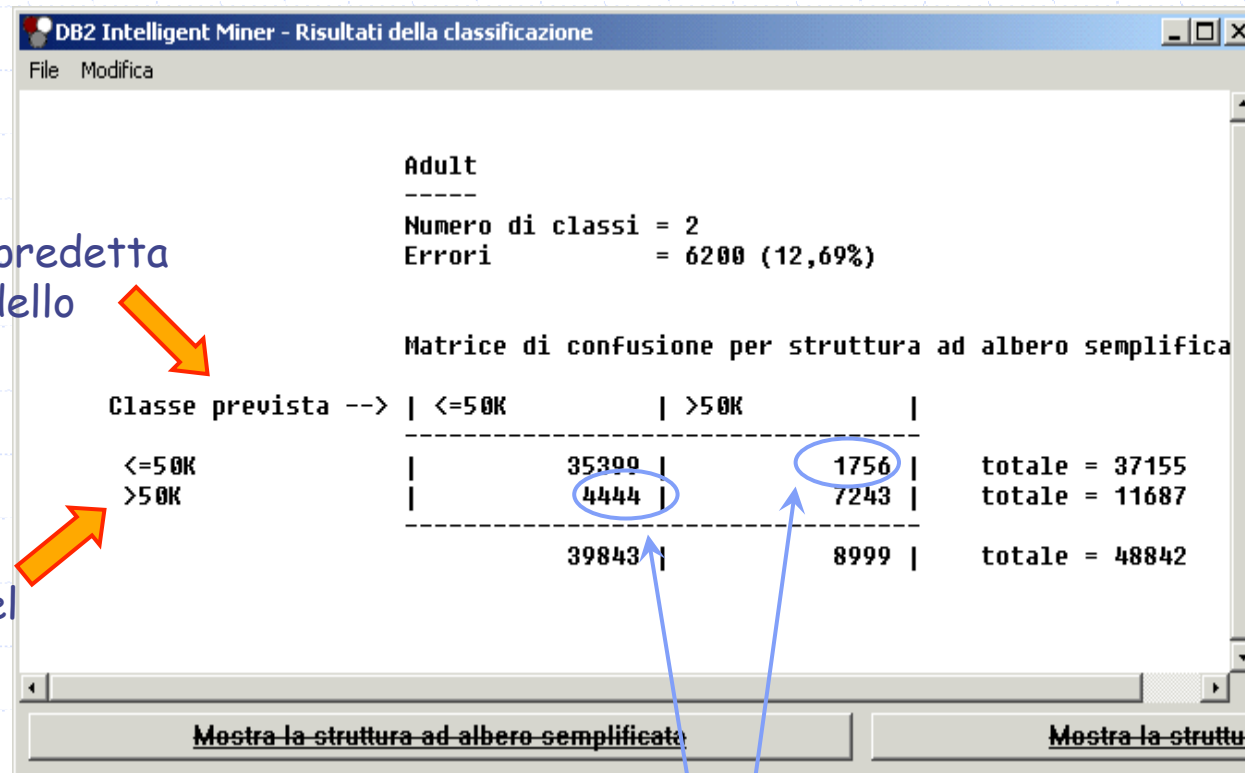 DB2 Intelligent Miner - Risultati della classificazione
File Modifica
Adult
-----
Numero di classi = 2
Errori = 6200 (12,69%)
predetta
dello
Matrice di confusione per struttura ad albero semplifica
Classe prevista --> | <=50K | >50K |
<=50K | 35399 | 1756 | totale = 37155
>50K | 4444 | 7243 | totale = 11687
39843 | 8999 | totale = 48842
el
Mostra la struttura ad albero semplificata
Mostra la struttu